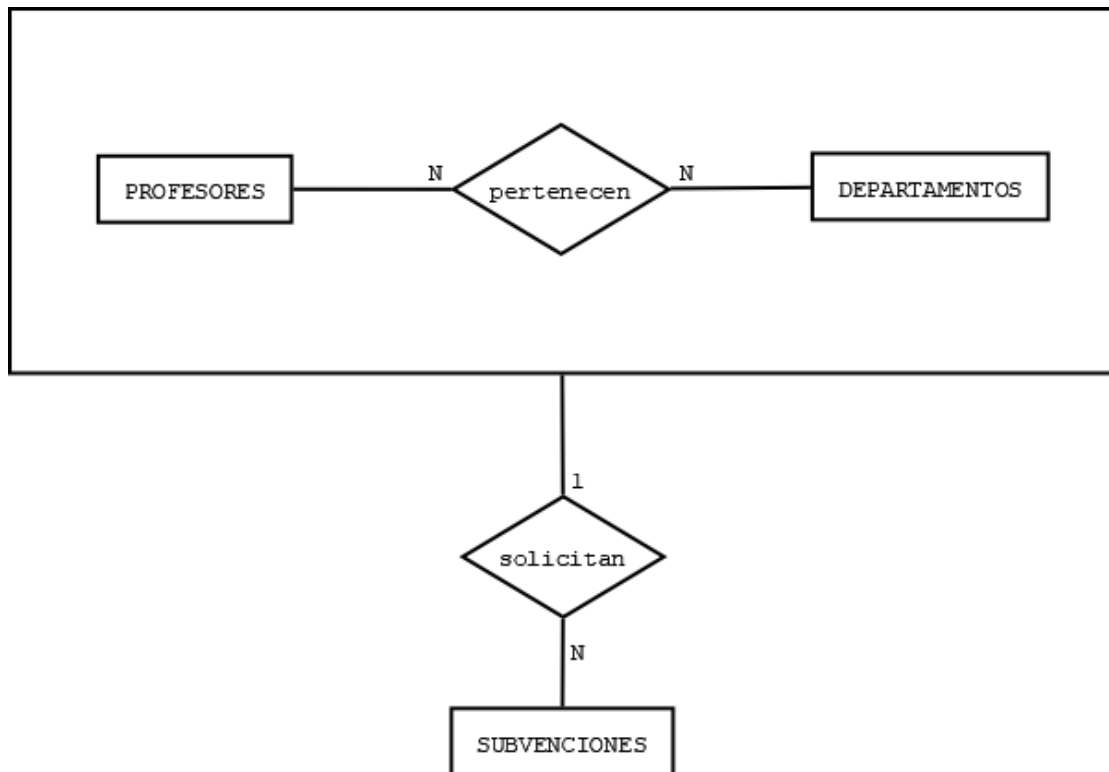 N
N
PROFESORES
pertenecen
DEPARTAMENTOS
1
solicitan
N
SUBVENCIONES